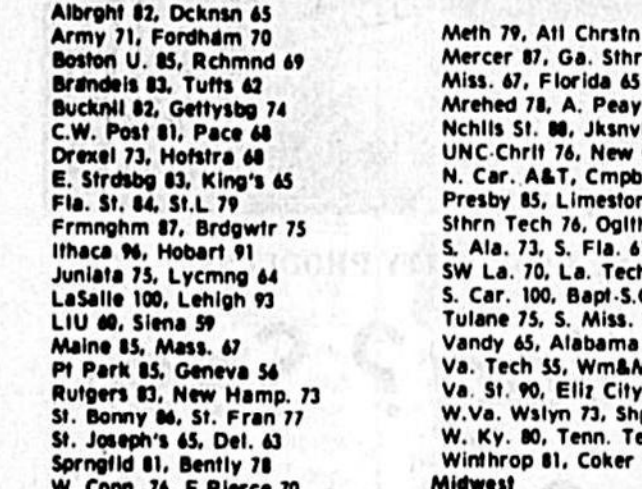 Albrght 82, Dcknsn 65
Army 71, Fordham 70
Boston U. 85, Rchmnd 69
Brandeis 83, Tufts 62
Bucknll 82, Gettysbg 74
C.W. Post 81, Pace 68
Drexel 73, Hofstra 68
E. Strdsbg 83, King's 65
Fla. St. 84, St.L 79
Frmnghm 87, Brdgwtr 75
Ithaca 96, Hobart 91
Juniata 75, Lycmng 64
LaSalle 100, Lehigh 93
LIU 60, Siena 59
Maine 85, Mass. 67
Pt Park 85, Geneva 56
Rutgers 83, New Hamp. 73
St. Bonny 86, St. Fran 77
St. Joseph's 65, Del. 63
Sprngfld 81, Bently 78
W. Conn. 76, F. Pierce 70
Meth 79, Atl Chrstn
Mercer 87, Ga. Sthr
Miss. 67, Florida 65
Mrehed 78, A. Peay
Nchlls St. 88, Jksnv
UNC-Chrlt 76, New
N. Car. A&T, Cmpb
Presby 85, Limeston
Sthrn Tech 76, Oglth
S. Ala. 73, S. Fla. 6
SW La. 70, La. Tech
S. Car. 100, Bapt-S.C
Tulane 75, S. Miss.
Vandy 65, Alabama
Va. Tech 55, Wm&M
Va. St. 90, Eliz City
W.Va. Wslyn 73, Shp
W. Ky. 80, Tenn. Te
Winthrop 81, Coker
Midwest